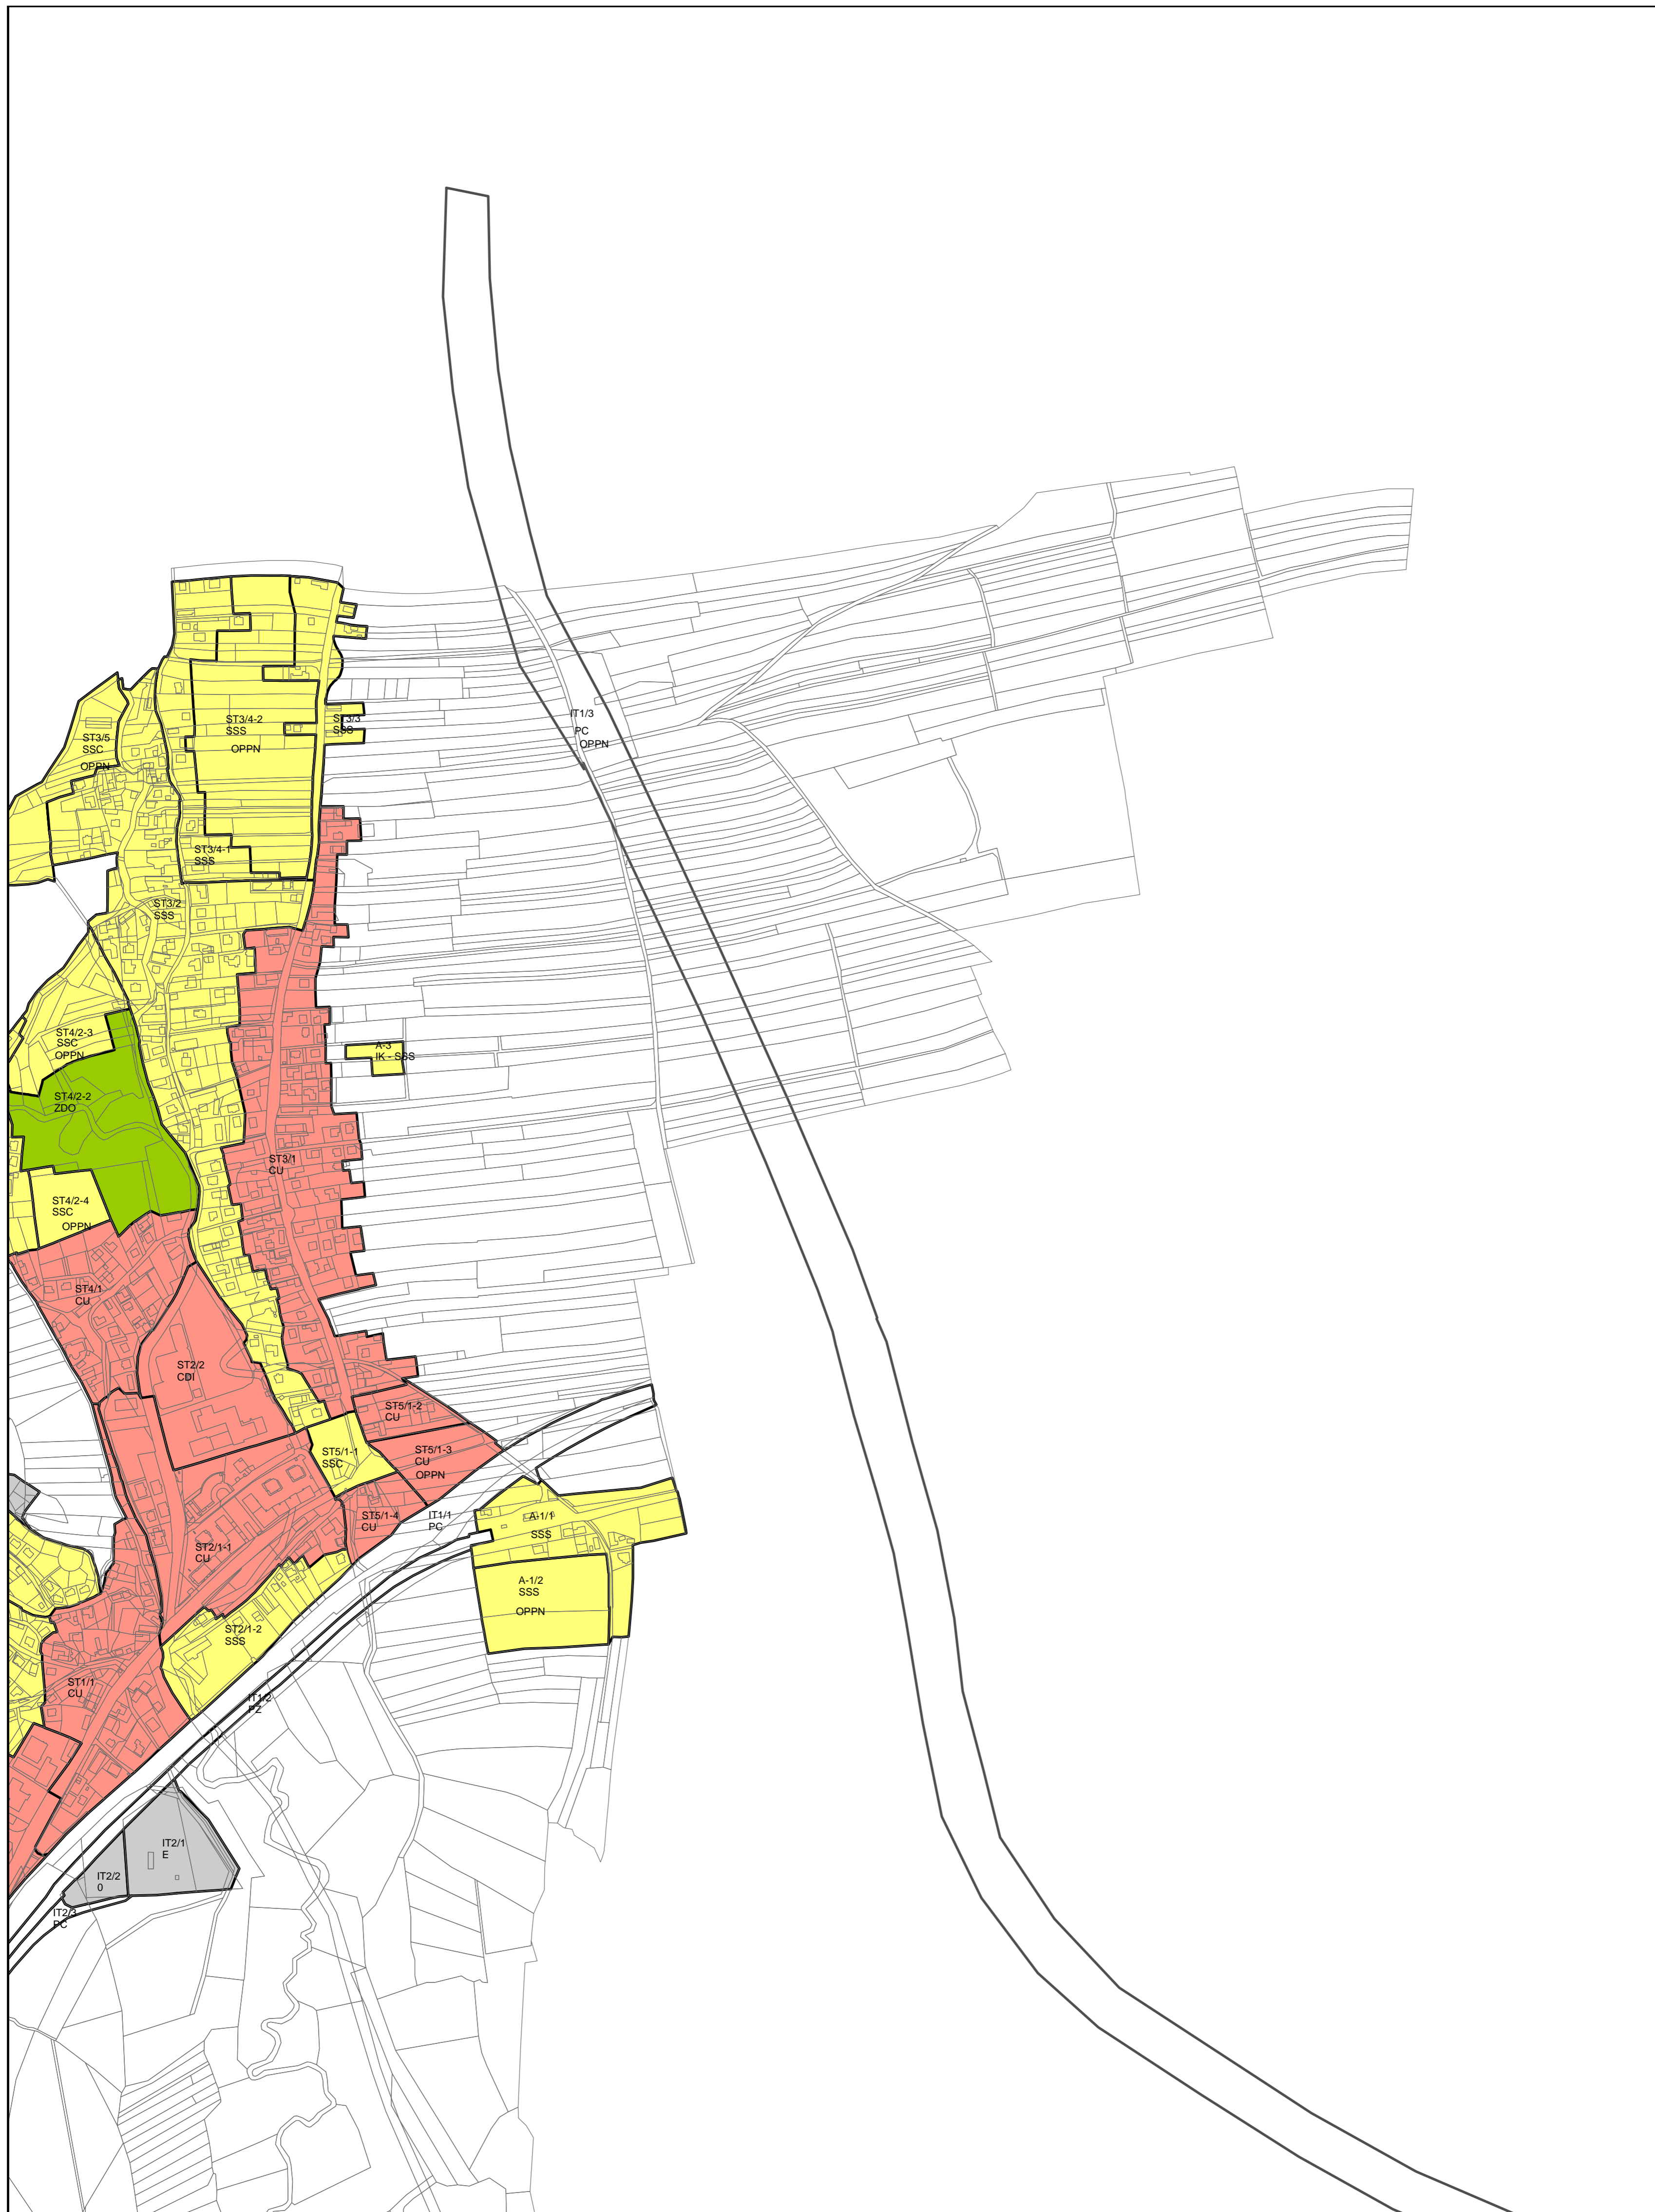 IT1/3
PC
OPPN
ST3/4-2
SSS
OPPN
ST3/3
SSS
ST3/5
SSC
OPPN
ST3/4-1
SSS
ST3/2
SSS
ST4/2-3
SSC
OPPN
A-3
IK - SSS
ST4/2-2
ZDO
ST3/1
CU
ST4/2-4
SSC
OPPN
ST4/1
CU
ST2/2
CDI
ST5/1-2
CU
ST5/1-1
SSC
ST5/1-3
CU
OPPN
ST5/1-4
CU
IT1/1
PC
A-1/1
SSS
ST2/1-1
CU
A-1/2
SSS
OPPN
ST2/1-2
SSS
ST1/1
CU
IT1/2
PZ
IT2/1
E
IT2/2
0
IT2/3
PC